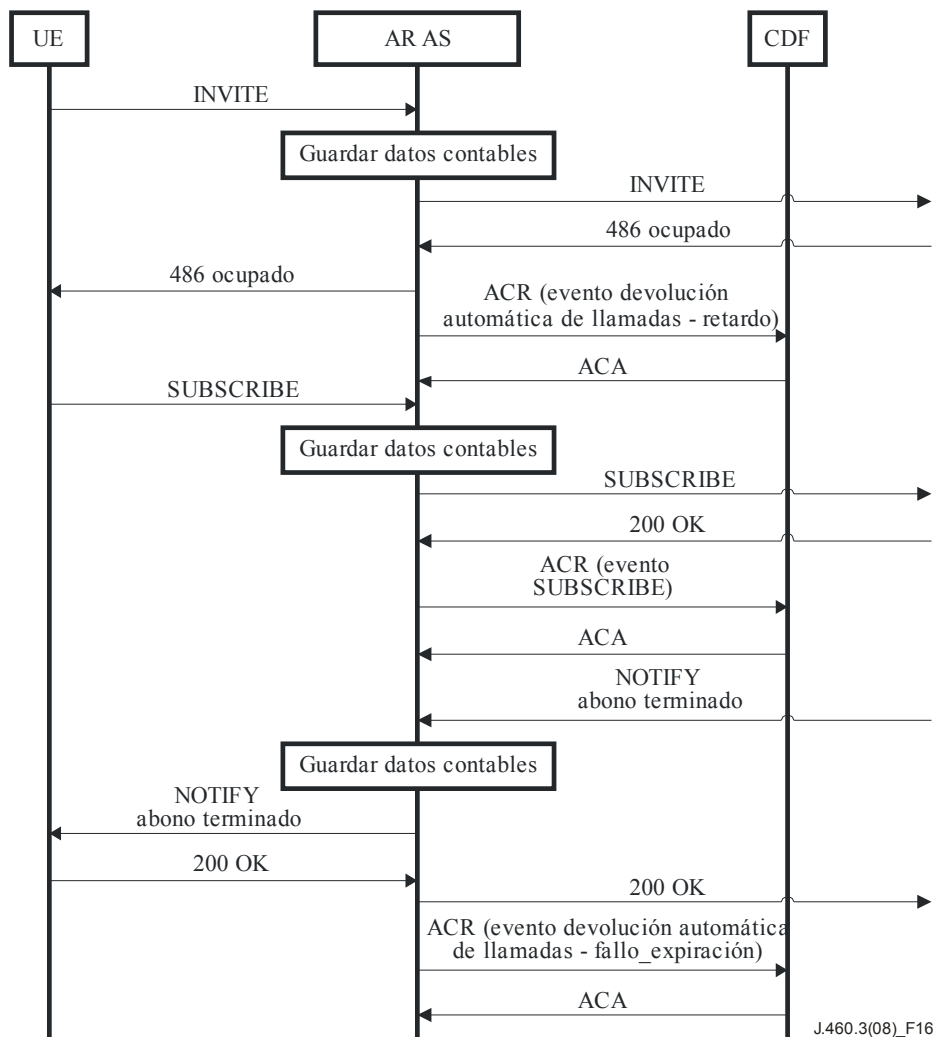 UE
AR AS
CDF
INVITE
Guardar datos contables
INVITE
486 ocupado
486 ocupado
ACR (evento devolución
automática de llamadas - retardo)
ACA
SUBSCRIBE
Guardar datos contables
SUBSCRIBE
200 OK
ACR (evento
SUBSCRIBE)
ACA
NOTIFY
abono terminado
Guardar datos contables
NOTIFY
abono terminado
200 OK
200 OK
ACR (evento devolución automática
de llamadas - fallo_expiración)
ACA
J.460.3(08)_F16